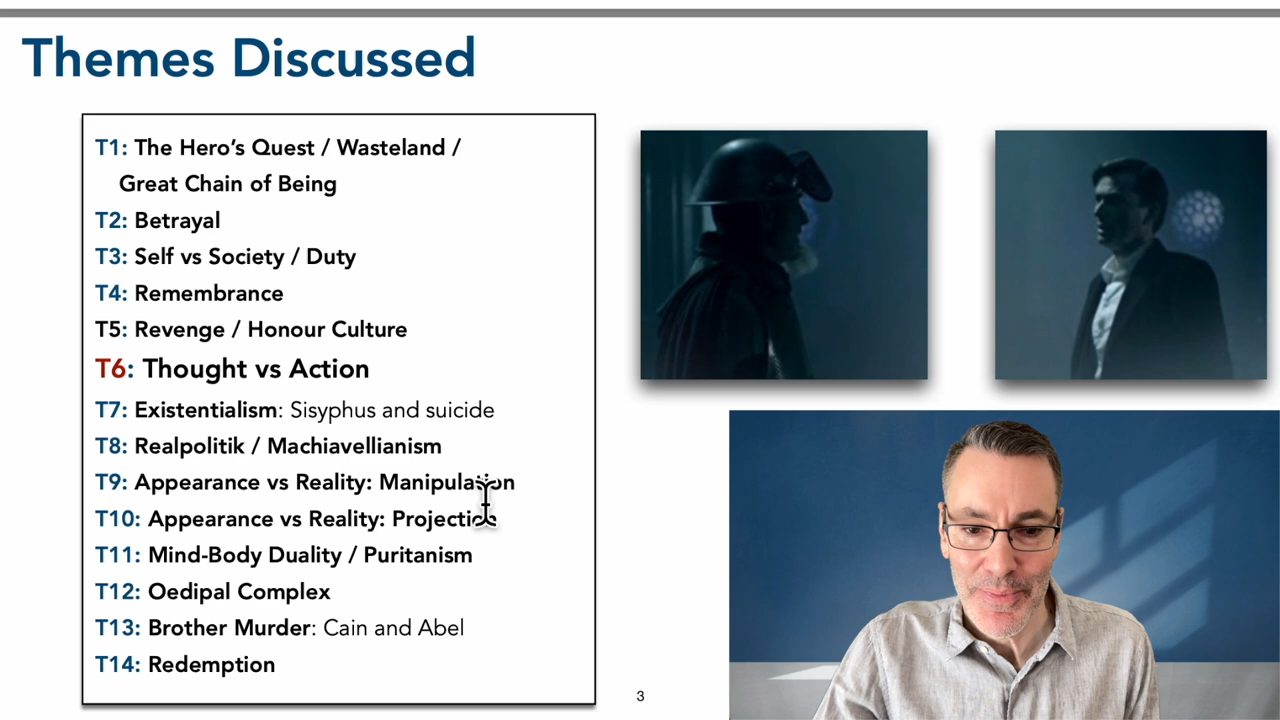 Themes Discussed
T1: The Hero’s Quest / Wasteland /
Great Chain of Being
T2: Betrayal
T3: Self vs Society / Duty
T4: Remembrance
T5: Revenge / Honour Culture
T6: Thought vs Action
T7: Existentialism: Sisyphus and suicide
T8: Realpolitik / Machiavellianism
T9: Appearance vs Reality: Manipulation
T10: Appearance vs Reality: Projection
T11: Mind-Body Duality / Puritanism
T12: Oedipal Complex
T13: Brother Murder: Cain and Abel
T14: Redemption
3